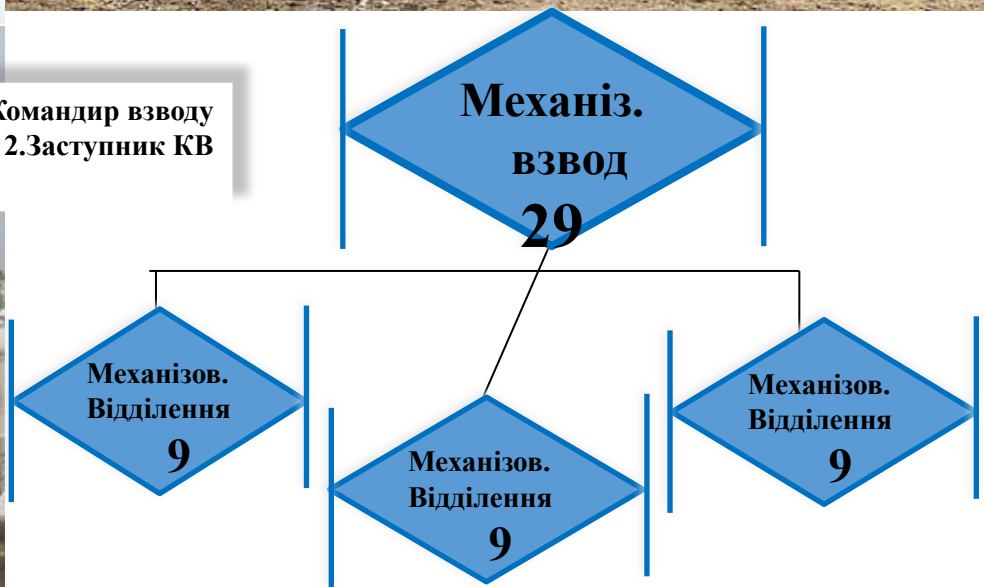 Командир взводу
2.Заступник КВ
Механіз.
взвод
29
Механізов.
Відділення
9
Механізов.
Відділення
9
Механізов.
Відділення
9